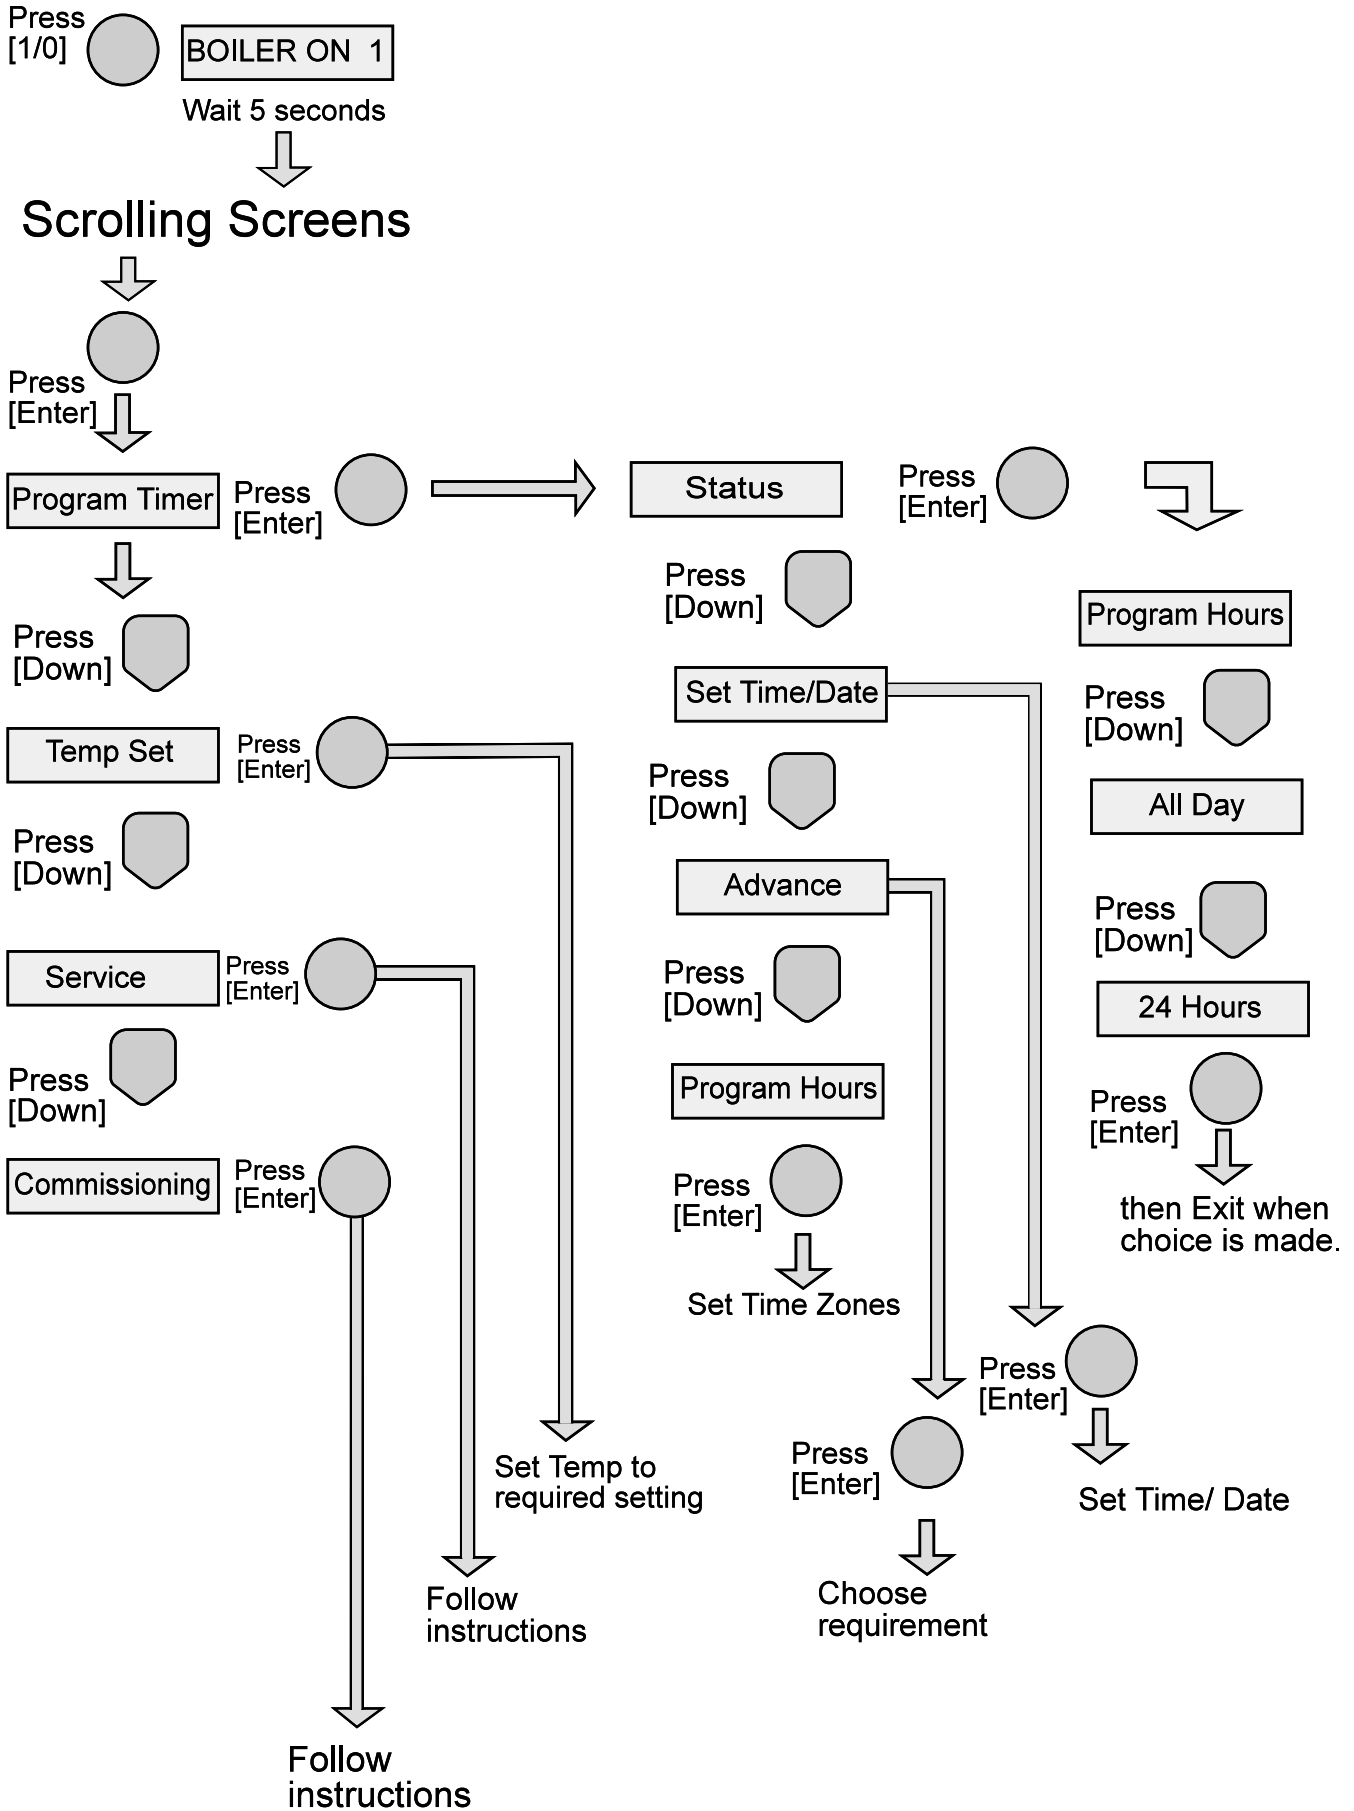 Press
[1/0]
BOILER ON  1
Wait 5 seconds
Scrolling Screens
Press
[Enter]
Program Timer
Press
[Enter]
Press
[Down]
Temp Set
Press
[Enter]
Press
[Down]
Service
Press
[Enter]
Press
[Down]
Commissioning
Press
[Enter]
Follow
instructions
Follow
instructions
Set Temp to
required setting
Status
Press
[Enter]
Press
[Down]
Set Time/Date
Press
[Down]
Advance
Press
[Down]
Program Hours
Press
[Enter]
Set Time Zones
Press
[Enter]
Choose
requirement
Press
[Enter]
Set Time/ Date
Program Hours
Press
[Down]
All Day
Press
[Down]
24 Hours
Press
[Enter]
then Exit when
choice is made.